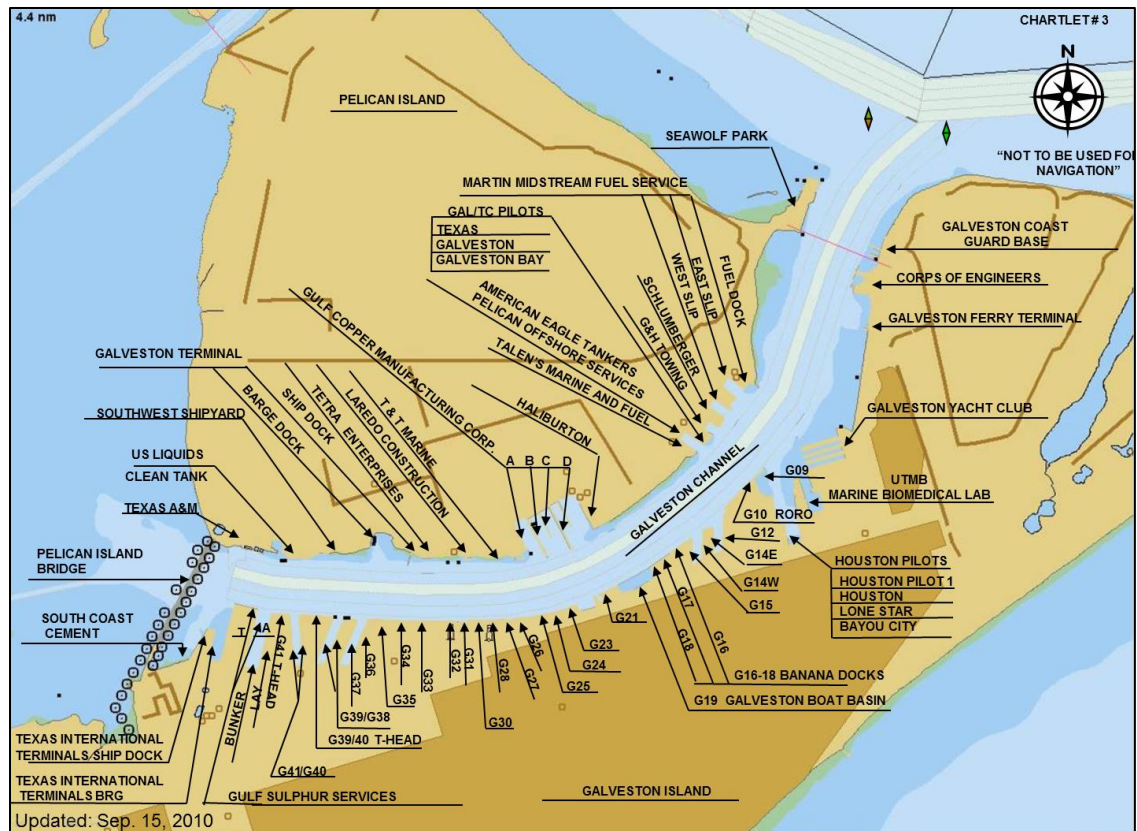 4.4 nm
CHARTLET # 3
N
"NOT TO BE USED FOR
NAVIGATION"
PELICAN ISLAND
SEAWOLF PARK
MARTIN MIDSTREAM FUEL SERVICE
GAL/TC PILOTS
TEXAS
GALVESTON
GALVESTON BAY
GALVESTON COAST
GUARD BASE
CORPS OF ENGINEERS
GALVESTON FERRY TERMINAL
FUEL DOCK
EAST SLIP
WEST SLIP
SCHLUMBERGER
G&H TOWING
AMERICAN EAGLE TANKERS
PELICAN OFFSHORE SERVICES
TALEN'S MARINE AND FUEL
HALIBURTON
GULF COPPER MANUFACTURING CORP.
A B C D
T & T MARINE
LAREDO CONSTRUCTION
TETRA ENTERPRISES
SHIP DOCK
BARGE DOCK
GALVESTON TERMINAL
SOUTHWEST SHIPYARD
US LIQUIDS
CLEAN TANK
TEXAS A&M
PELICAN ISLAND
BRIDGE
SOUTH COAST
CEMENT
GALVESTON CHANNEL
GALVESTON YACHT CLUB
G09
UTMB
MARINE BIOMEDICAL LAB
G10 RORO
G12
G14E
G14W
G15
HOUSTON PILOTS
HOUSTON PILOT 1
HOUSTON
LONE STAR
BAYOU CITY
G16
G17
G18
G16-18 BANANA DOCKS
G19 GALVESTON BOAT BASIN
G21
G23
G24
G25
G26
G27
G28
G30
G31
G32
G33
G34
G35
G36
G37
G39/G38
G39/40 T-HEAD
G41/G40
G41 T-HEAD
LAY
BUNKER
T
A
TEXAS INTERNATIONAL
TERMINALS/SHIP DOCK
TEXAS INTERNATIONAL
TERMINALS BRG
GULF SULPHUR SERVICES
GALVESTON ISLAND
Updated: Sep. 15, 2010